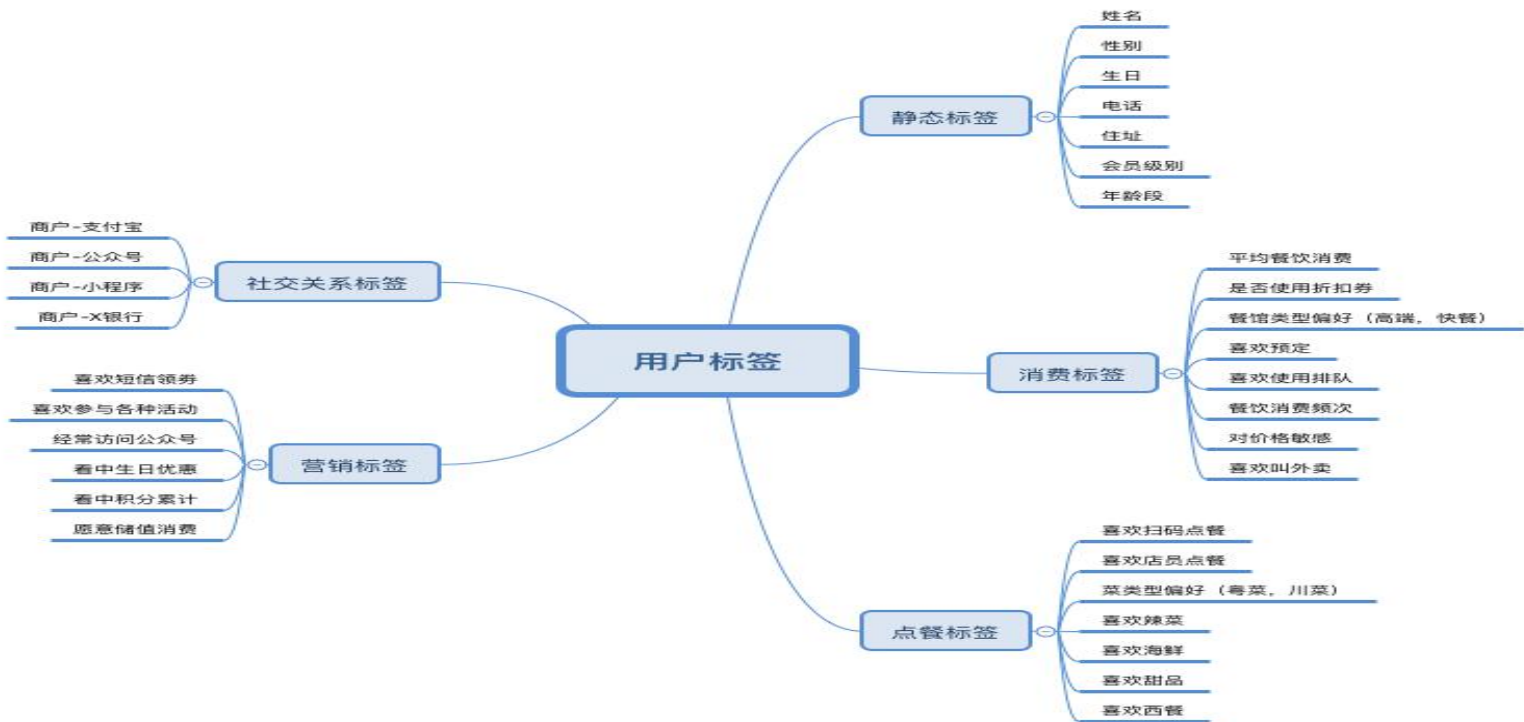 用户标签
静态标签
姓名
性别
生日
电话
住址
会员级别
年龄段
消费标签
平均餐饮消费
是否使用折扣券
餐馆类型偏好（高端，快餐）
喜欢预定
喜欢使用排队
餐饮消费频次
对价格敏感
喜欢叫外卖
点餐标签
喜欢扫码点餐
喜欢店员点餐
菜类型偏好（粤菜，川菜）
喜欢辣菜
喜欢海鲜
喜欢甜品
喜欢西餐
社交关系标签
商户-支付宝
商户-公众号
商户-小程序
商户-X银行
营销标签
喜欢短信领券
喜欢参与各种活动
经常访问公众号
看中生日优惠
看中积分累计
愿意储值消费